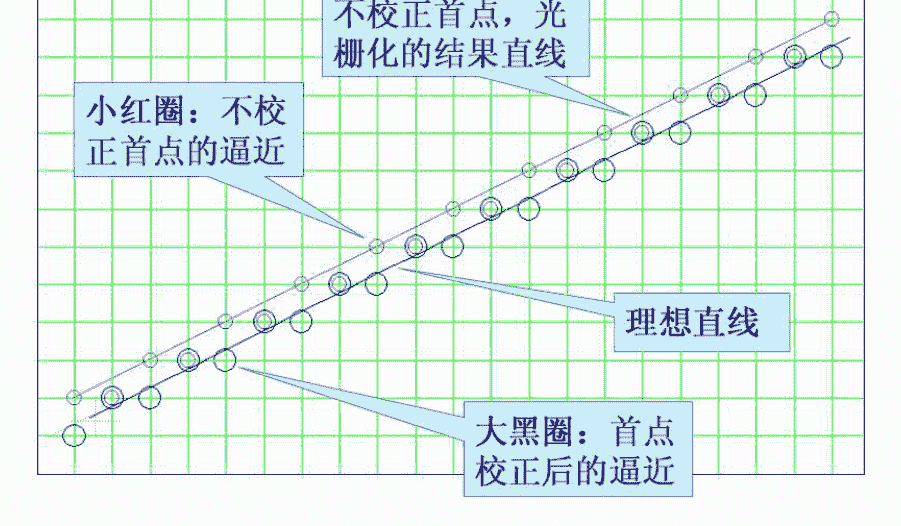 不校正首点，光
栅化的结果直线
小红圈：不校
正首点的逼近
理想直线
大黑圈：首点
校正后的逼近